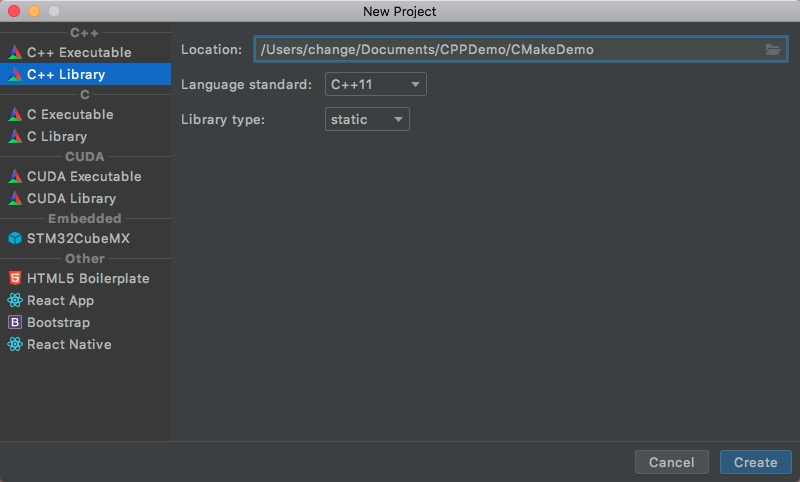 New Project
C++
C++ Executable
C++ Library
C
C Executable
C Library
CUDA
CUDA Executable
CUDA Library
Embedded
STM32CubeMX
Other
HTML5 Boilerplate
React App
Bootstrap
React Native
Location: /Users/change/Documents/CPPDemo/CMakeDemo
Language standard: C++11
Library type: static
Cancel Create